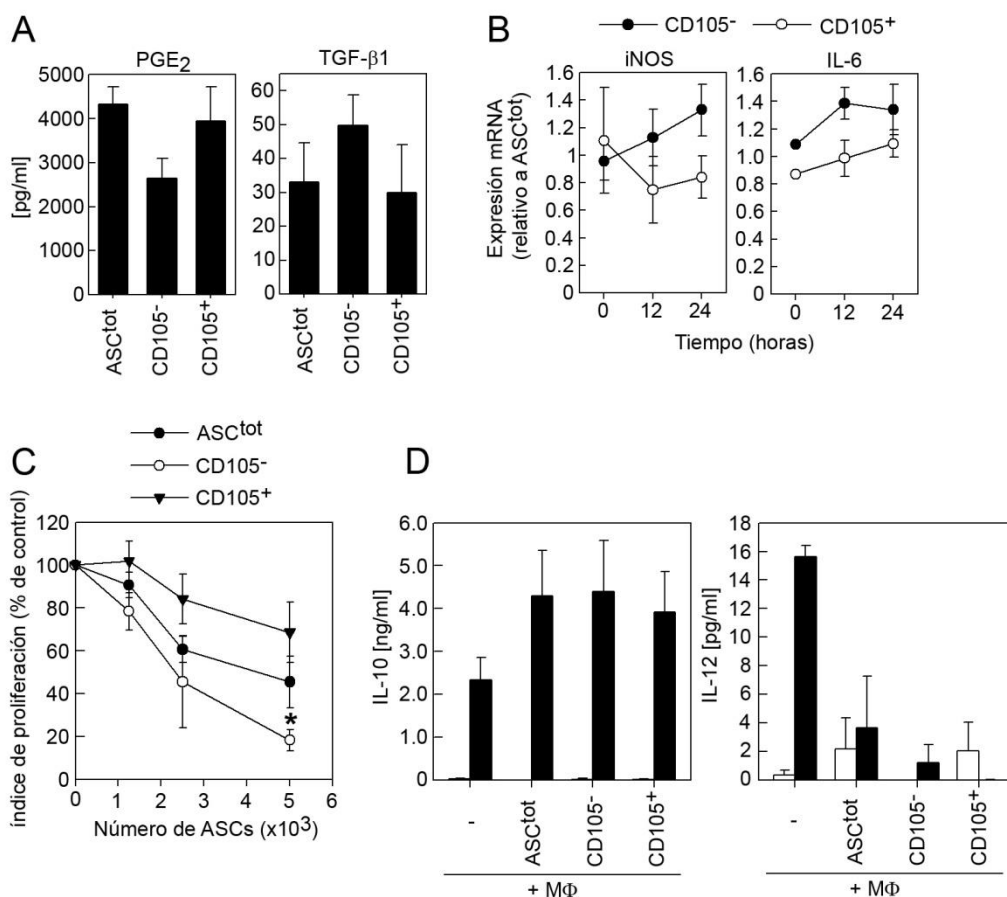 A
PGE2
[pg/ml]
5000
4000
3000
2000
1000
0
ASCtot
CD105-
CD105+
TGF-β1
60
50
40
30
20
10
0
ASCtot
CD105-
CD105+
B
CD105- CD105+
iNOS
Expresión mRNA
(relativo a ASCtot)
1.6
1.4
1.2
1
0.8
0.6
0.4
0.2
0
0 12 24
IL-6
1.6
1.4
1.2
1
0.8
0.6
0.4
0.2
0
0 12 24
Tiempo (horas)
C
ASCtot
CD105-
CD105+
índice de proliferación (% de control)
120
100
80
60
40
20
0
*
0 1 2 3 4 5 6
Número de ASCs (x103)
D
IL-10 [ng/ml]
6.0
5.0
4.0
3.0
2.0
1.0
0
-
ASCtot
CD105-
CD105+
+ MΦ
IL-12 [pg/ml]
18
16
14
12
10
8
6
4
2
0
-
ASCtot
CD105-
CD105+
+ MΦ